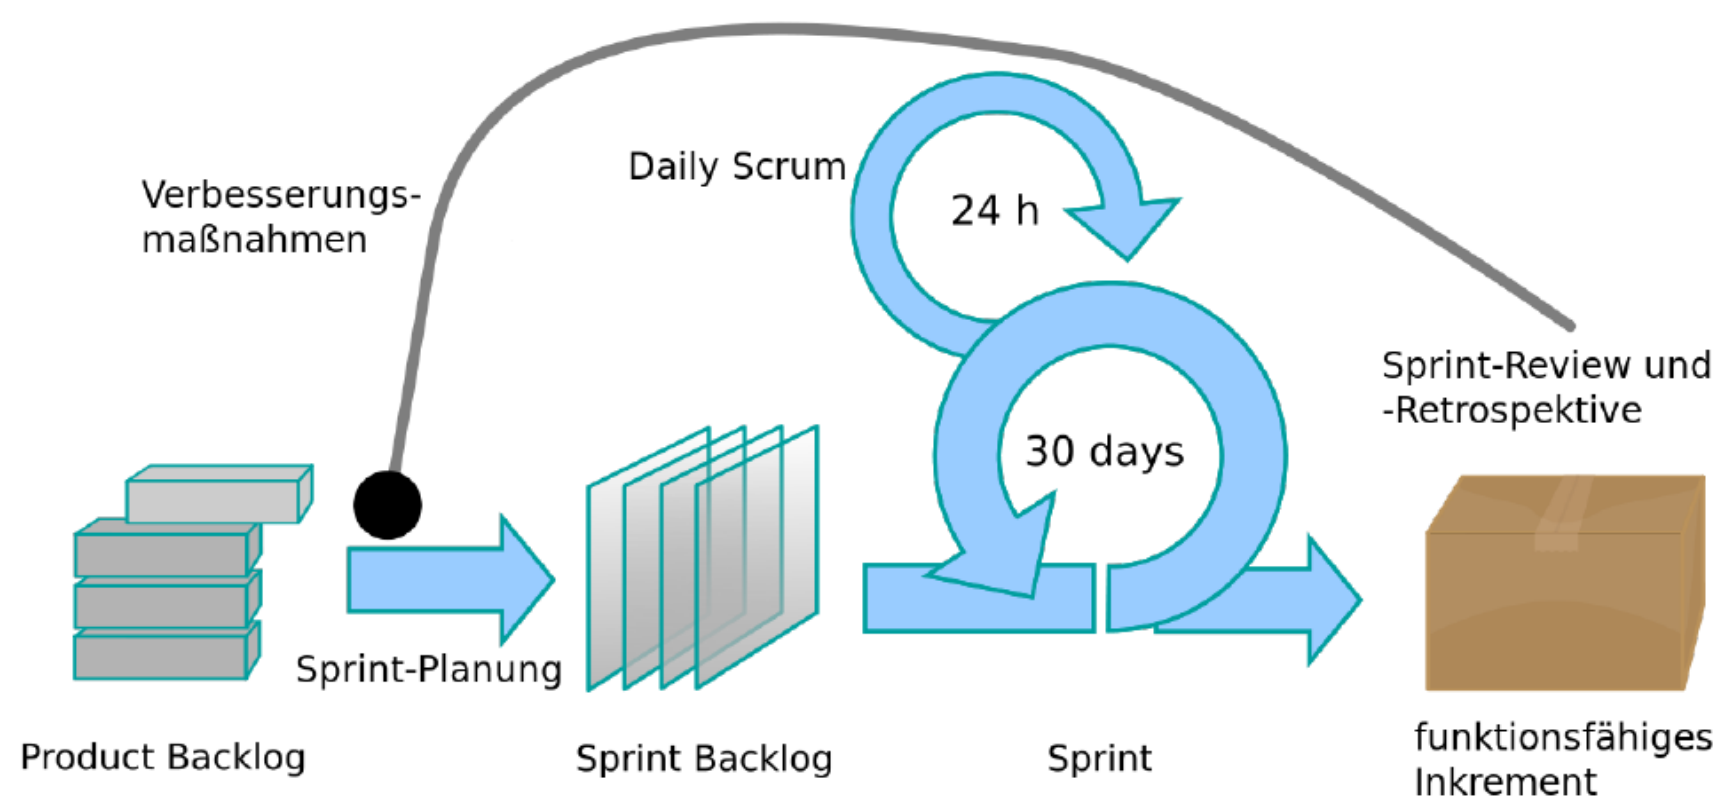 Verbesserungs-
maßnahmen
Daily Scrum
24 h
30 days
Sprint-Review und
-Retrospektive
Sprint-Planung
Product Backlog
Sprint Backlog
Sprint
funktionsfähiges
Inkrement